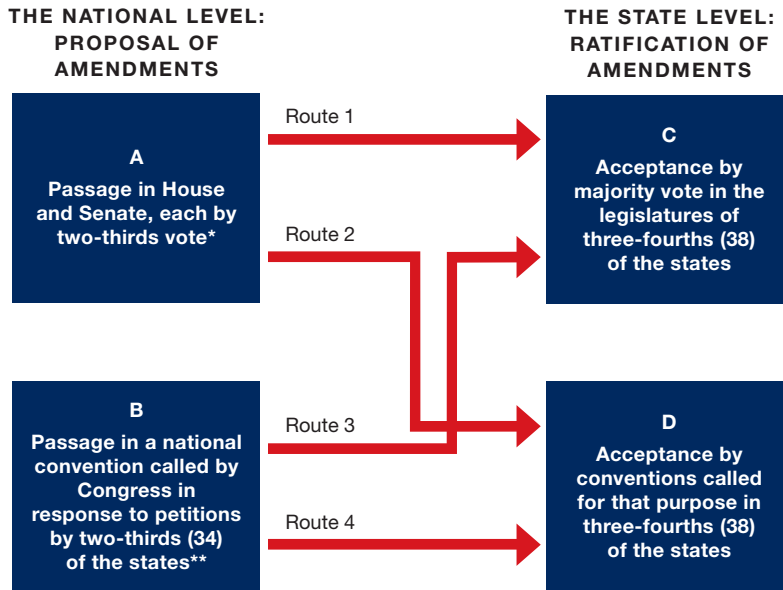 THE NATIONAL LEVEL:
PROPOSAL OF
AMENDMENTS
THE STATE LEVEL:
RATIFICATION OF
AMENDMENTS
A
Passage in House
and Senate, each by
two-thirds vote*
Route 1
Route 2
C
Acceptance by
majority vote in the
legislatures of
three-fourths (38)
of the states
B
Passage in a national
convention called by
Congress in
response to petitions
by two-thirds (34)
of the states**
Route 3
Route 4
D
Acceptance by
conventions called
for that purpose in
three-fourths (38)
of the states